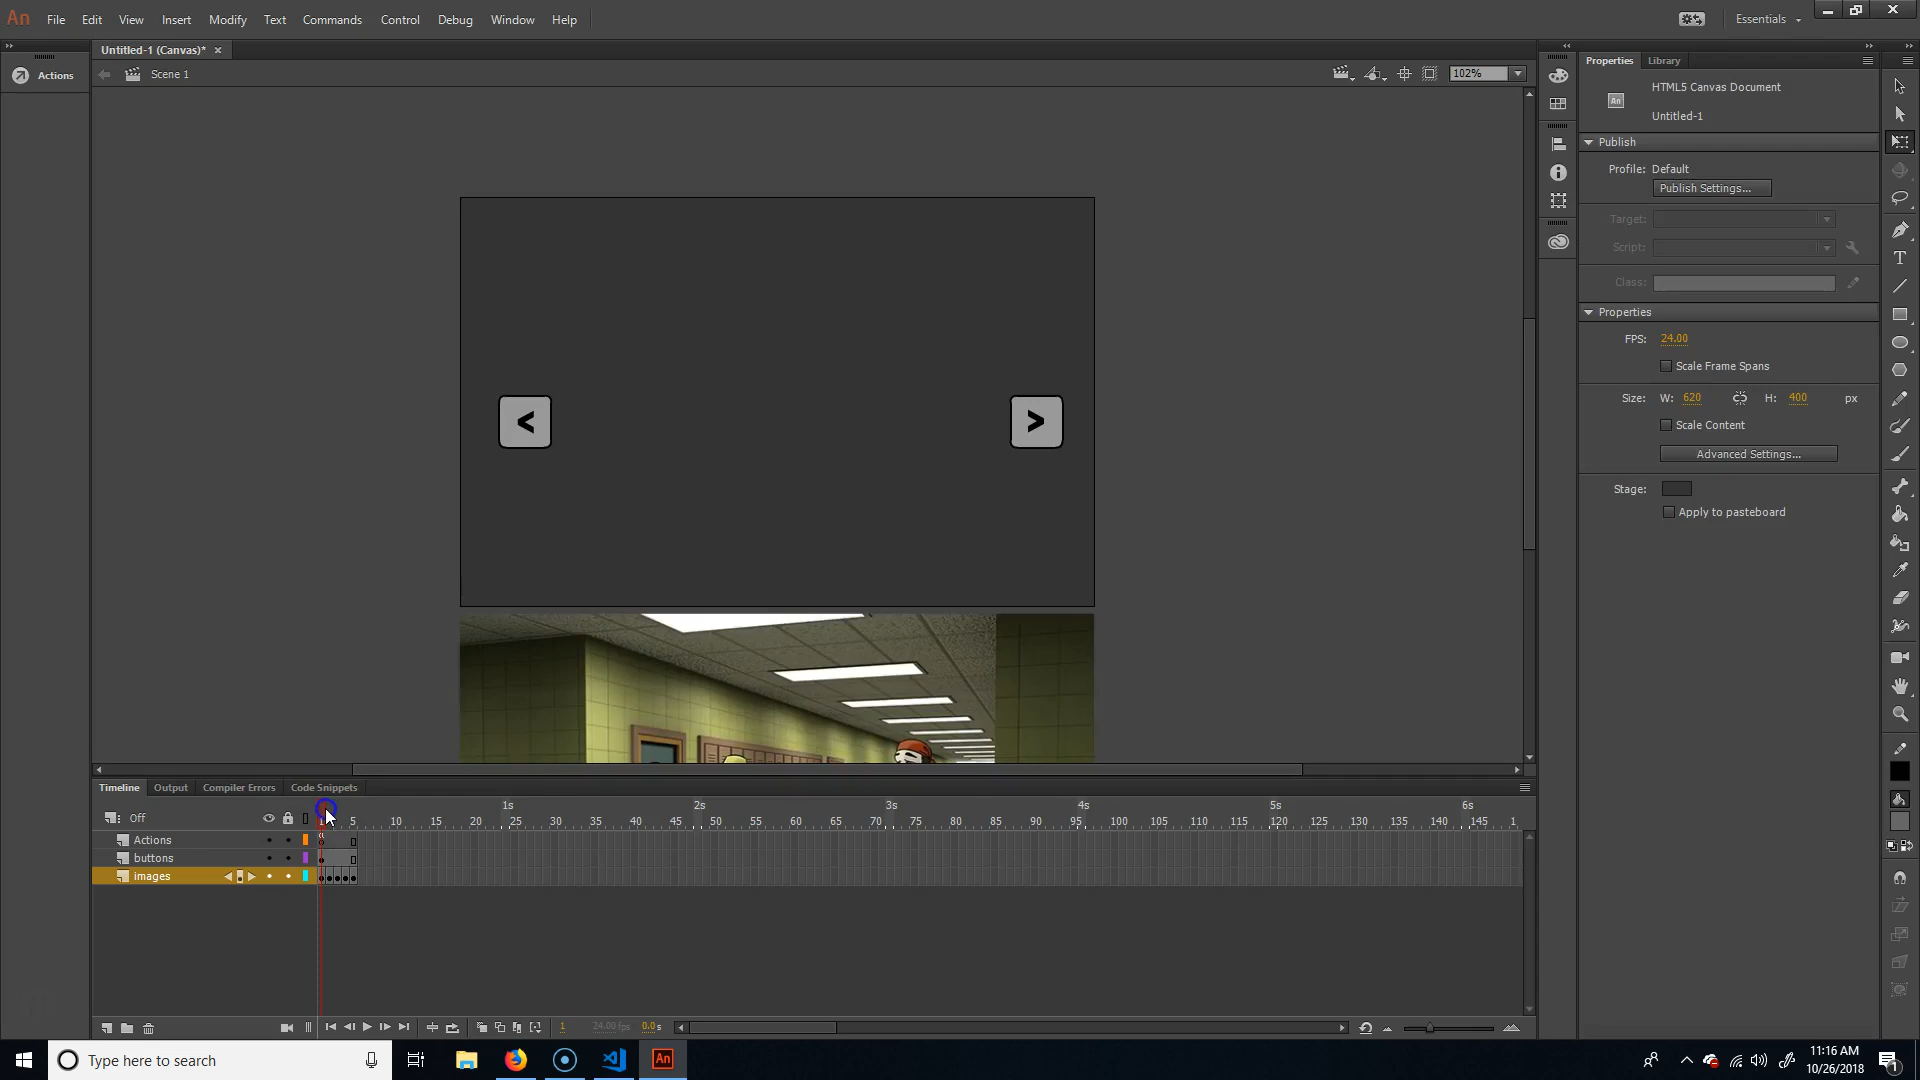 An File Edit View Insert Modify Text Commands Control Debug Window Help Essentials
Untitled-1 (Canvas)* ×
Actions
Scene 1
102%
Properties Library
HTML5 Canvas Document
An
Untitled-1
Publish
Profile: Default
Publish Settings...
Target:
Script:
Class:
Properties
FPS: 24.00
Scale Frame Spans
Size: W: 620 H: 400 px
Scale Content
Advanced Settings...
Stage:
Apply to pasteboard
< >
Timeline Output Compiler Errors Code Snippets
1s 2s 3s 4s 5s 6s
Off 1 5 10 15 20 25 30 35 40 45 50 55 60 65 70 75 80 85 90 95 100 105 110 115 120 125 130 135 140 145 1
Actions
buttons
images
1 24.00 fps 0.0 s
Type here to search
An
11:16 AM
10/26/2018
1